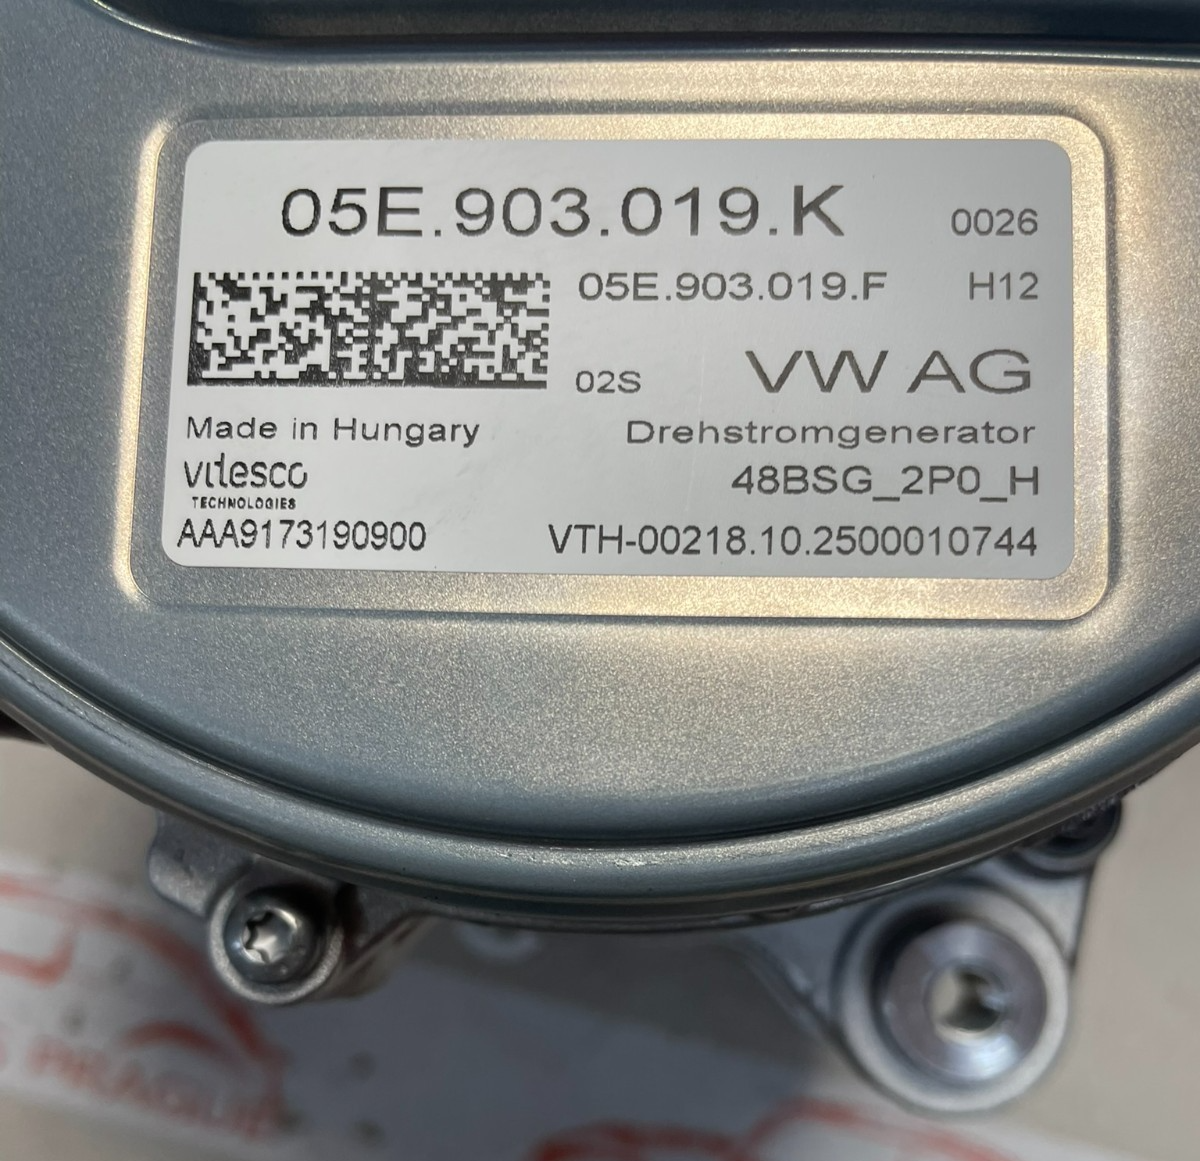 05E.903.019.K 0026
05E.903.019.F H12
02S VW AG
Made in Hungary Drehstromgenerator
vitesco 48BSG_2P0_H
TECHNOLOGIES
AAA9173190900 VTH-00218.10.2500010744